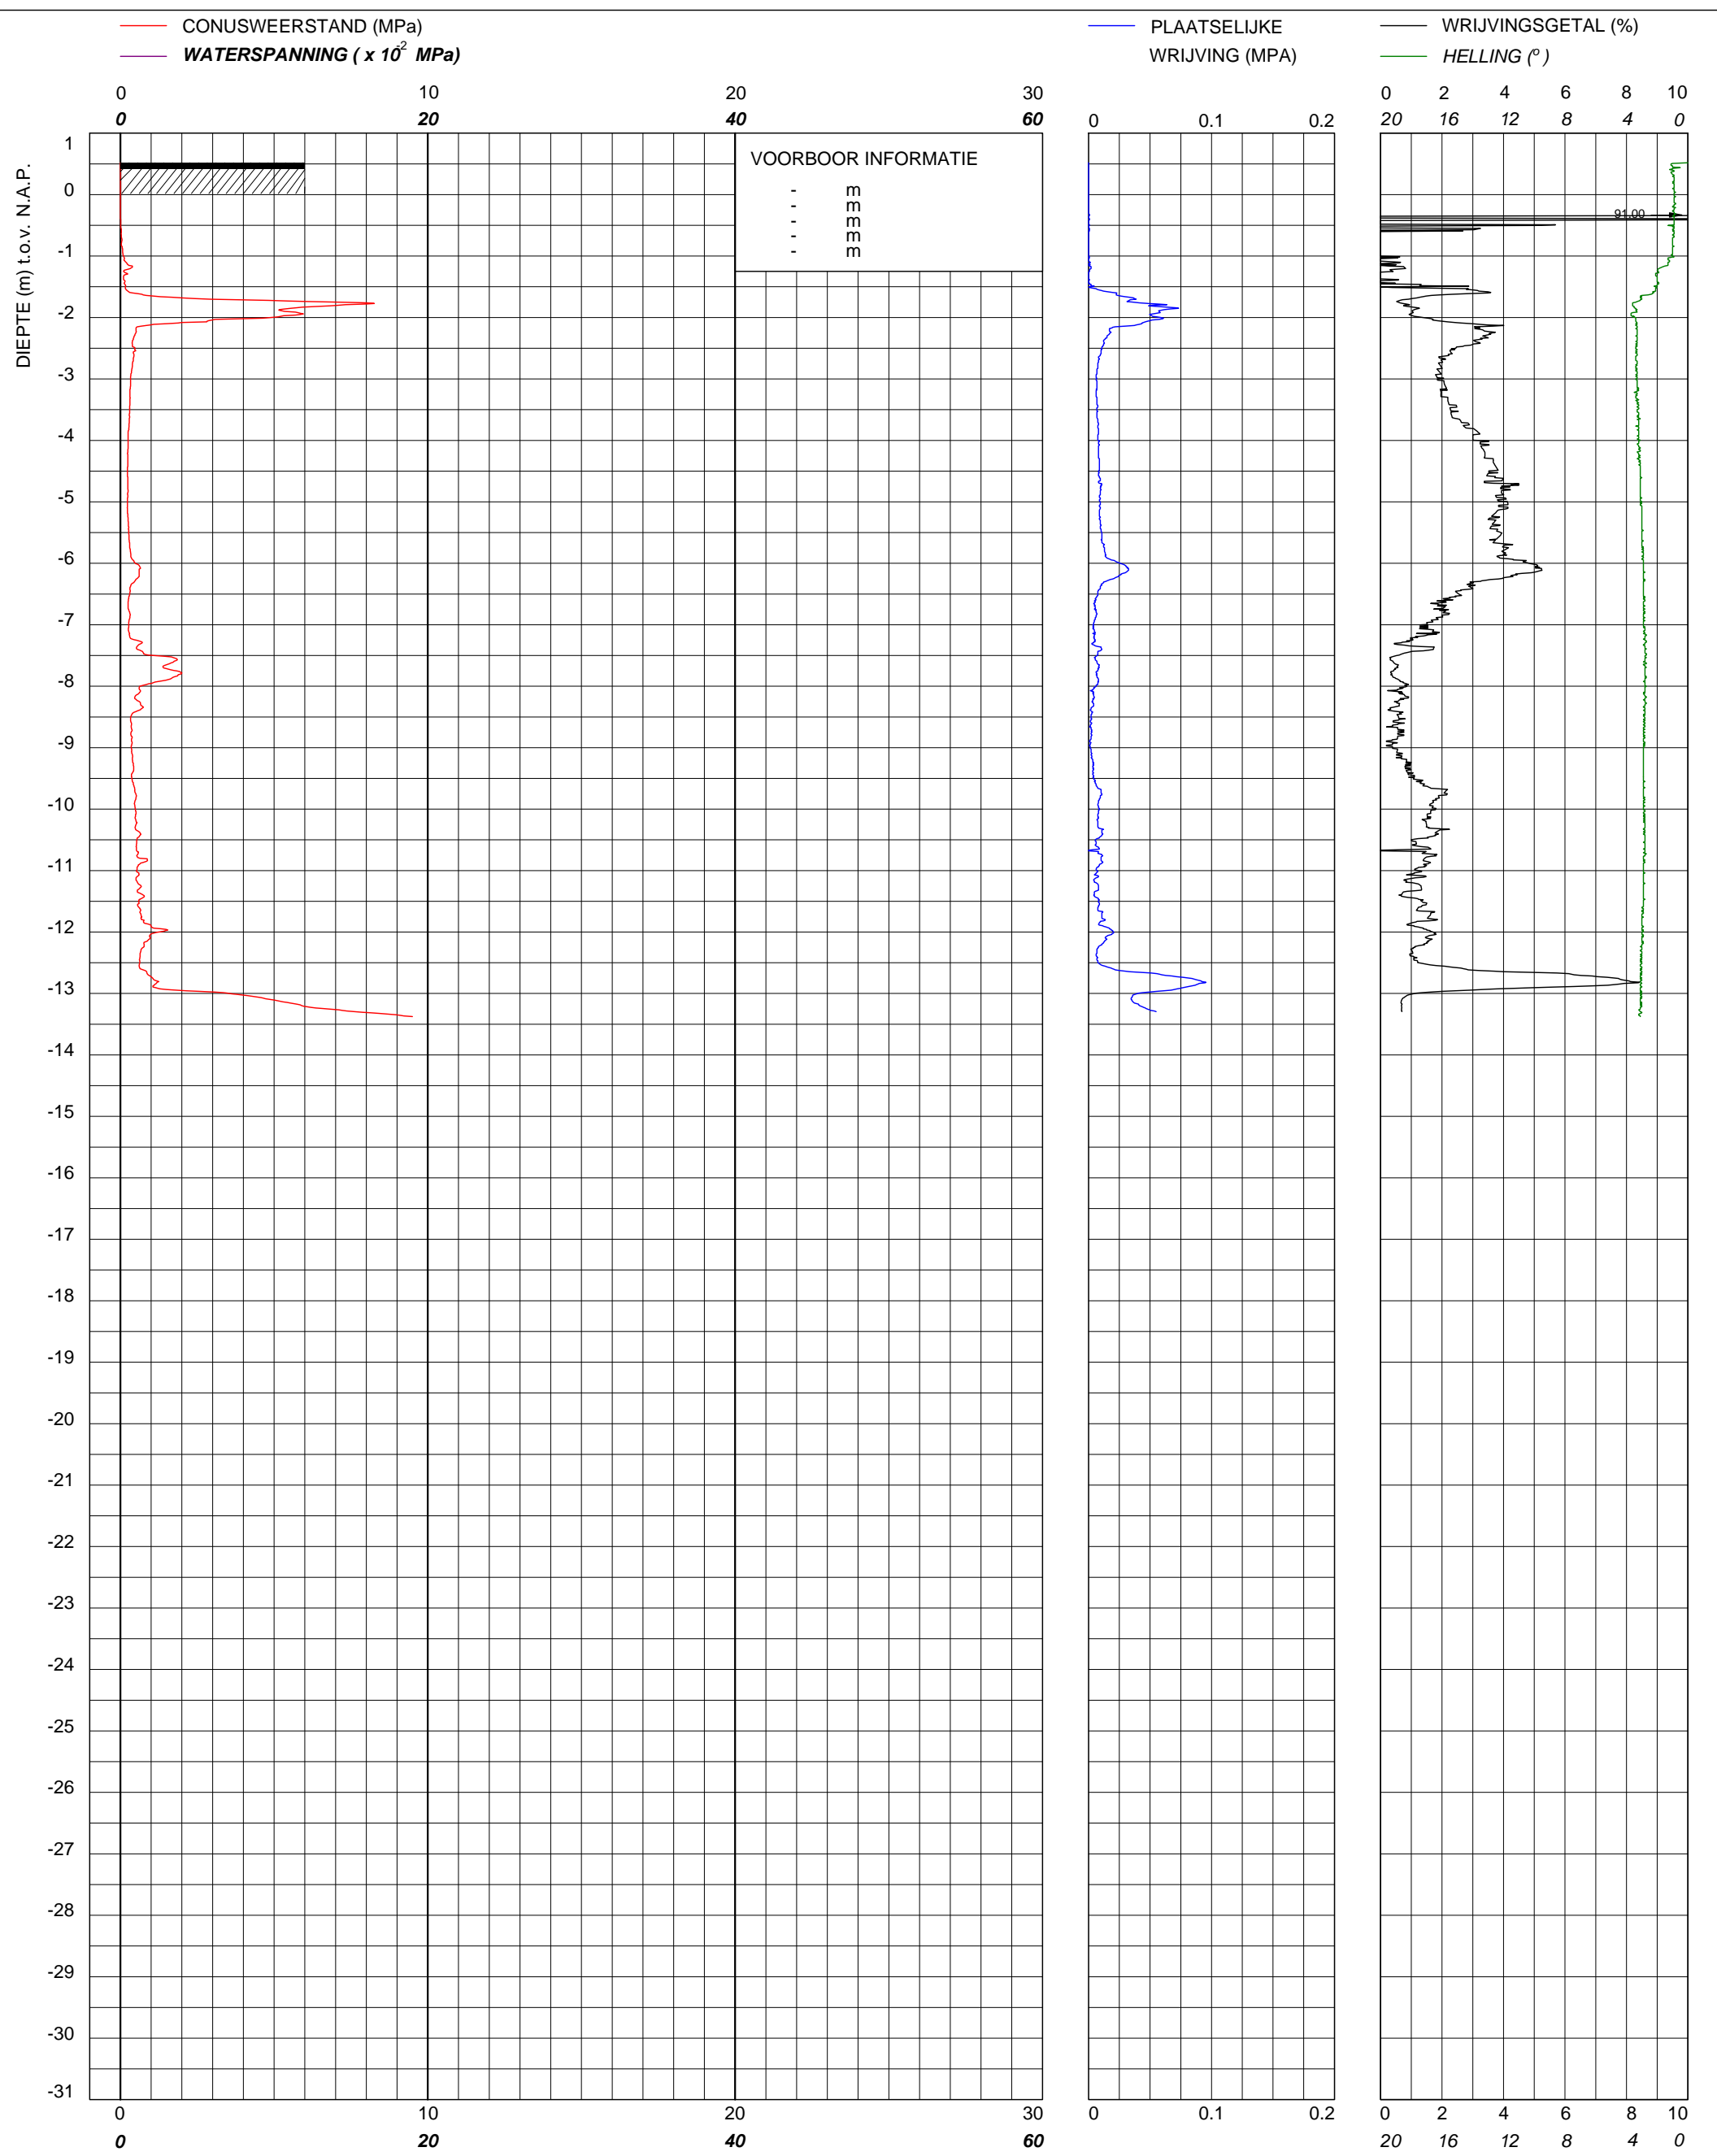 CONUSWEERSTAND (MPa) PLAATSELIJKE WRIJVINGSGETAL (%)
WATERSPANNING ( x 10-2 MPa) WRIJVING (MPA) HELLING (º)
0 10 20 30 0 2 4 6 8 10
0 20 40 60 0 0.1 0.2 20 16 12 8 4 0
DIEPTE (m) t.o.v. N.A.P.
1
VOORBOOR INFORMATIE
0
- m
- m
- m
- m
- m
91.00
-1
-2
-3
-4
-5
-6
-7
-8
-9
-10
-11
-12
-13
-14
-15
-16
-17
-18
-19
-20
-21
-22
-23
-24
-25
-26
-27
-28
-29
-30
-31
0 10 20 30 0 0.1 0.2 0 2 4 6 8 10
0 20 40 60 20 16 12 8 4 0